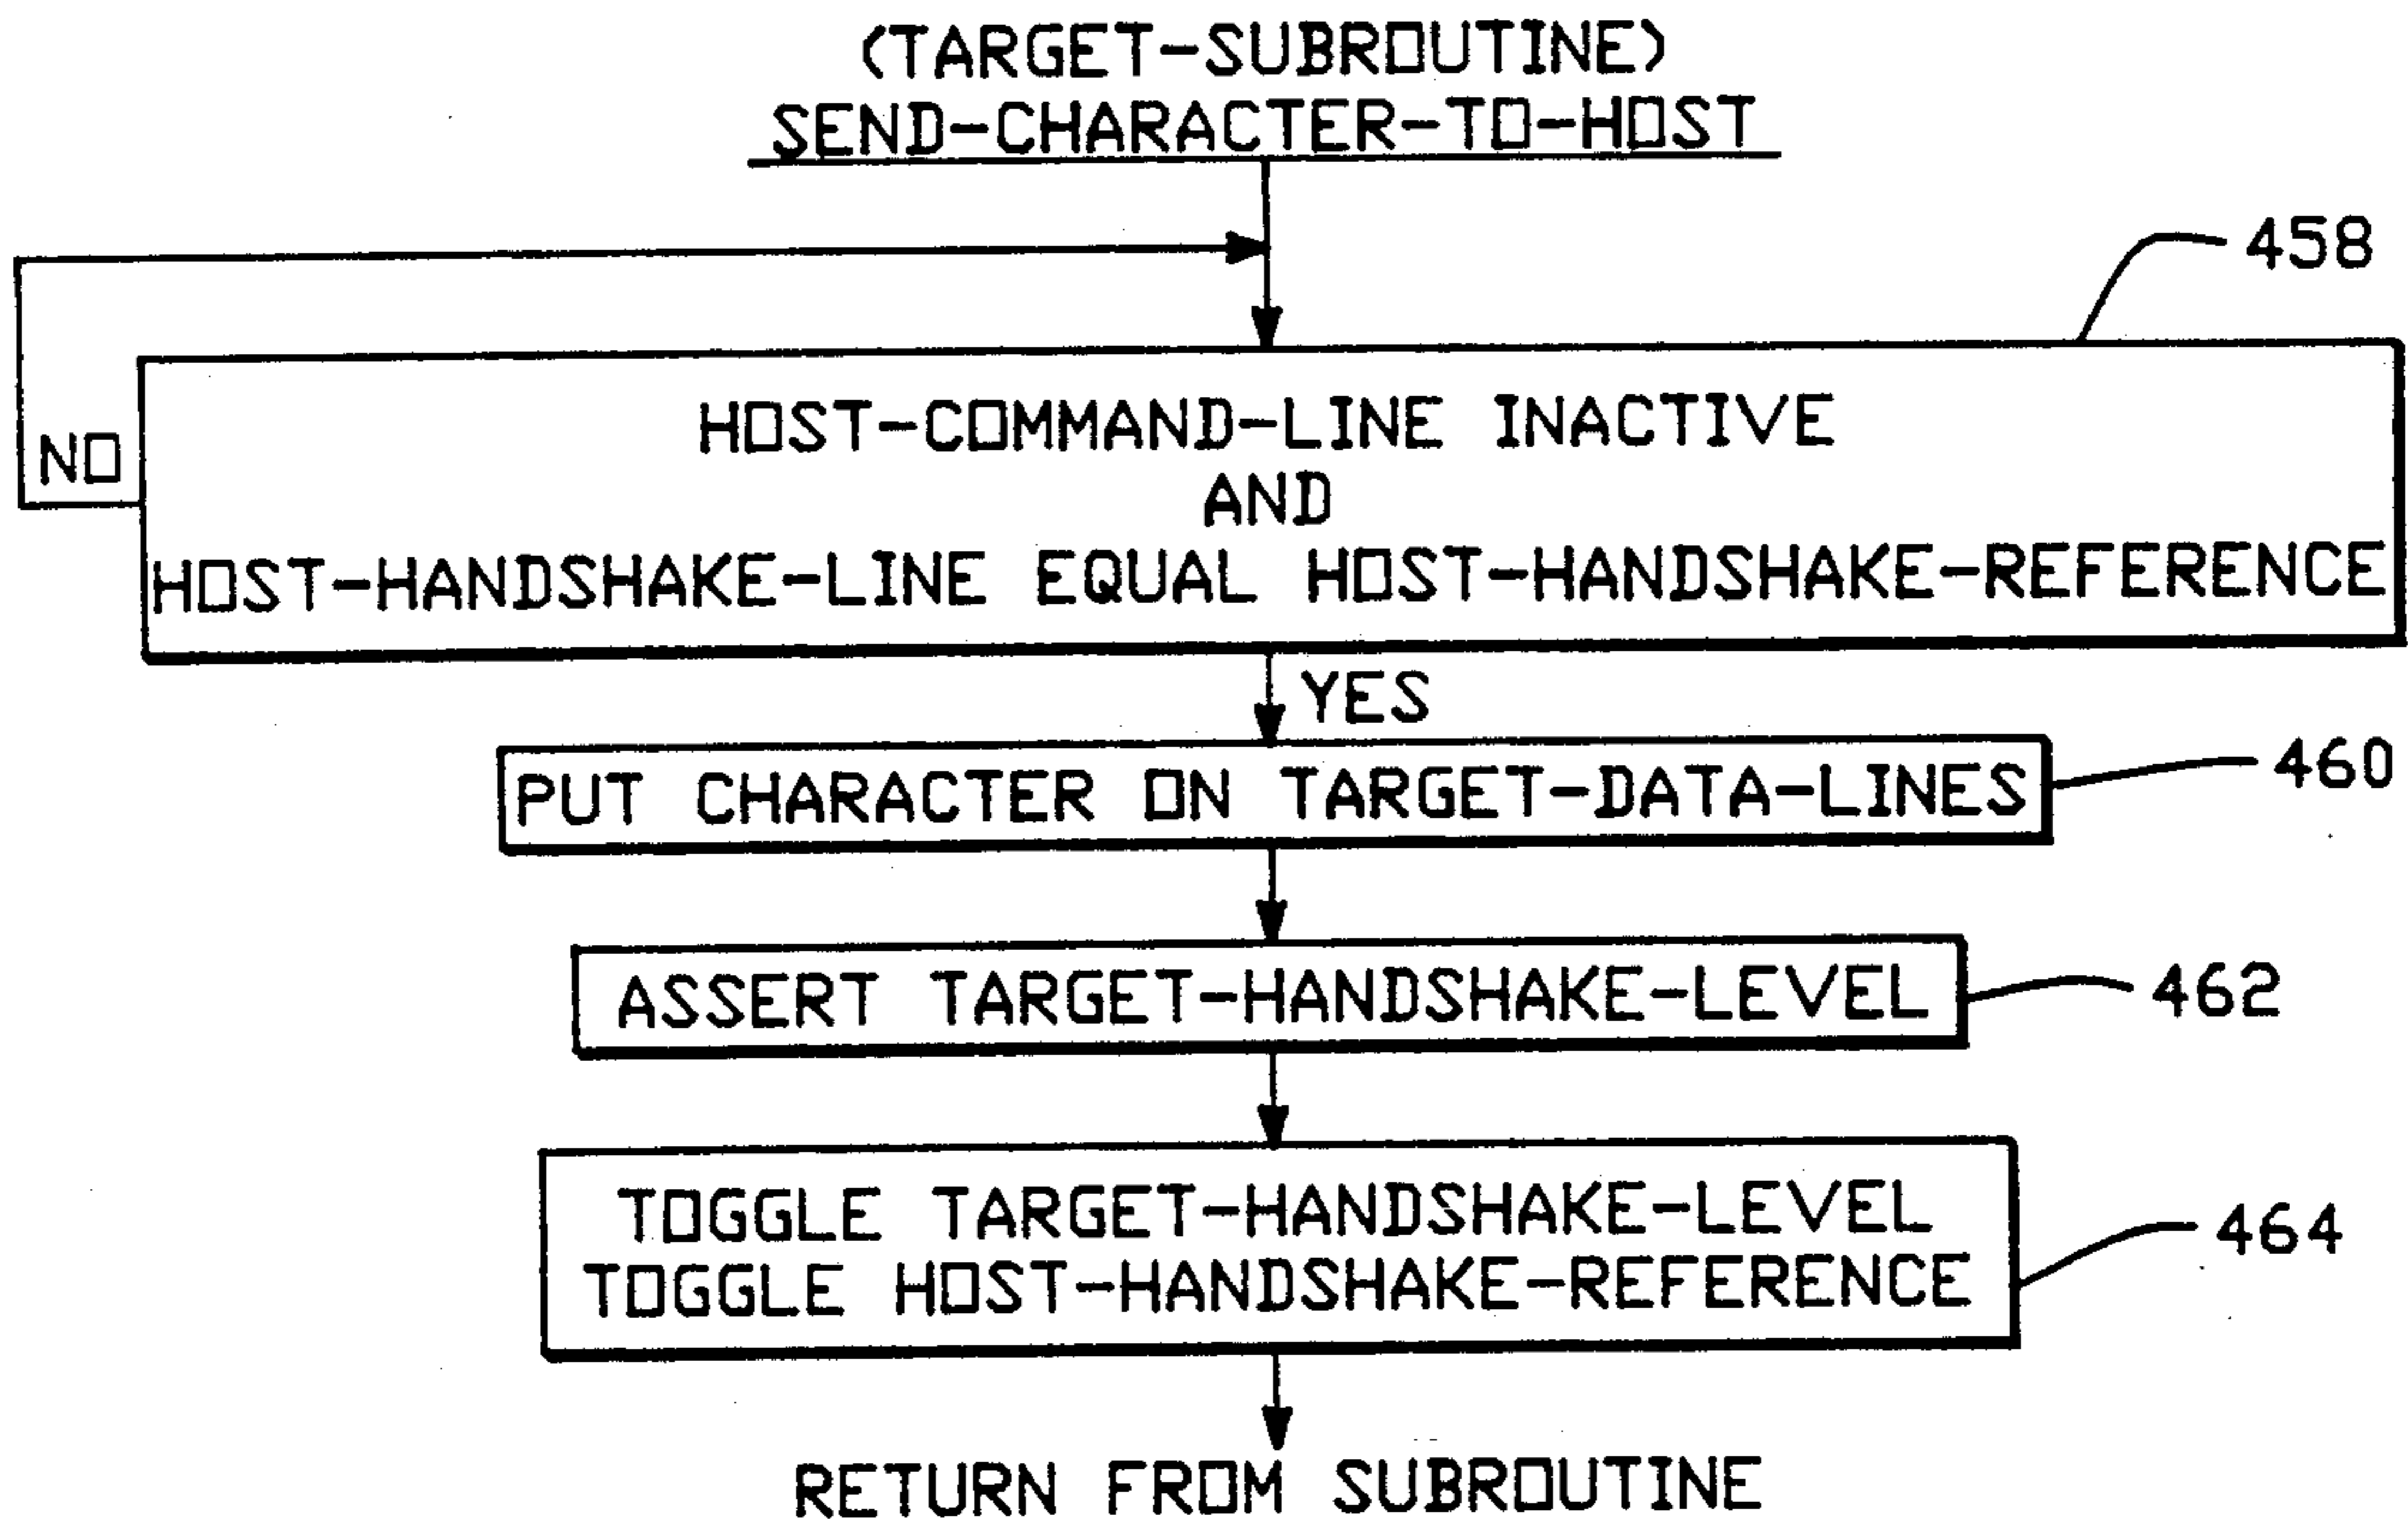 (TARGET-SUBROUTINE)
SEND-CHARACTER-TO-HOST
458
HOST-COMMAND-LINE INACTIVE
NO
AND
HOST-HANDSHAKE-LINE EQUAL HOST-HANDSHAKE-REFERENCE
YES
PUT CHARACTER ON TARGET-DATA-LINES
460
ASSERT TARGET-HANDSHAKE-LEVEL
462
TOGGLE TARGET-HANDSHAKE-LEVEL
464
TOGGLE HOST-HANDSHAKE-REFERENCE
RETURN FROM SUBROUTINE